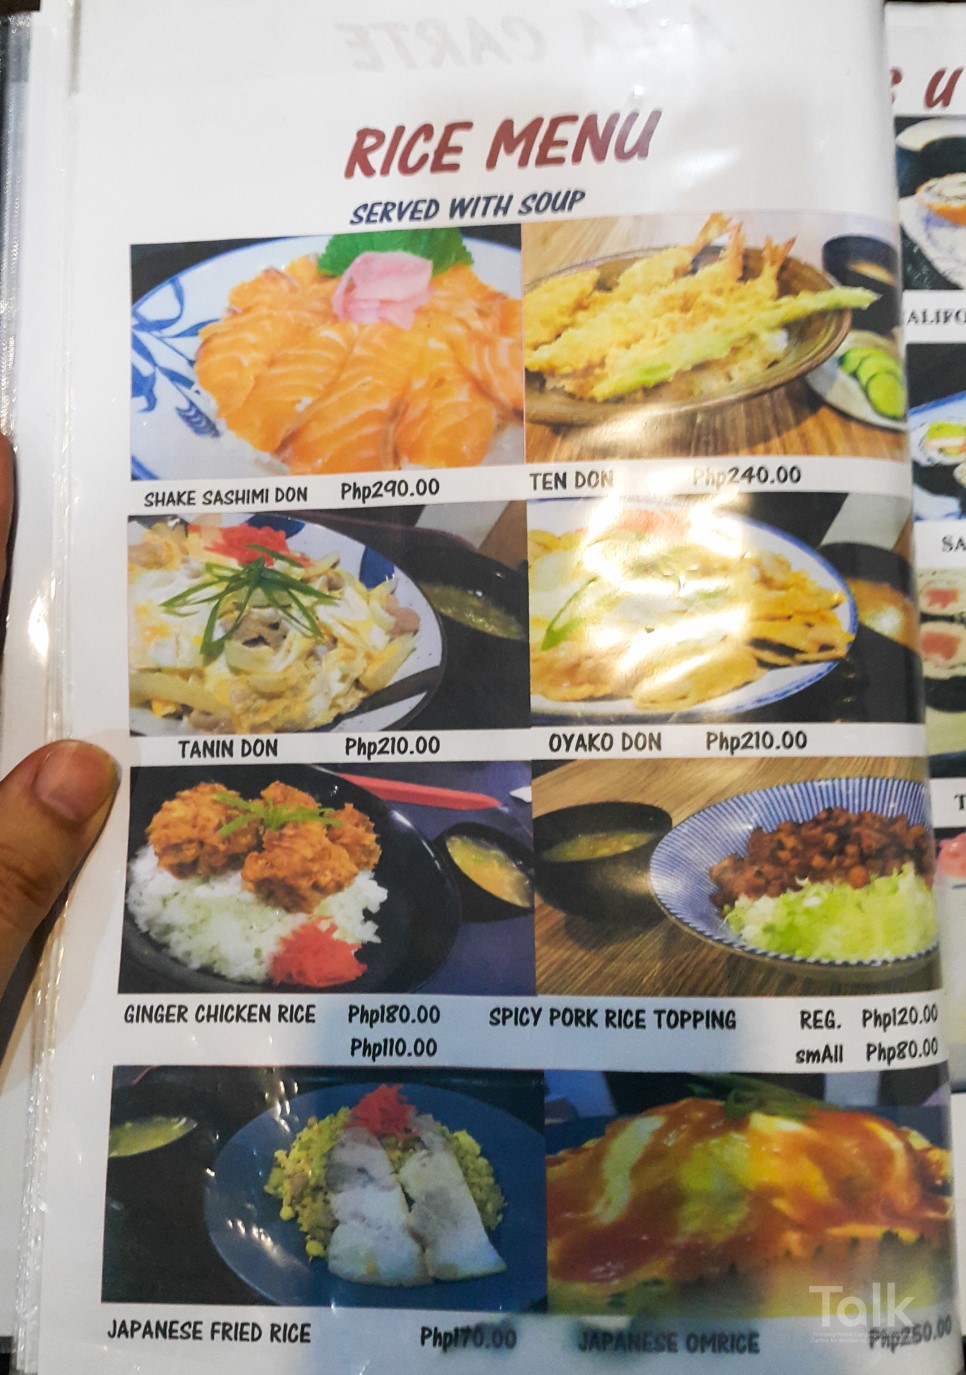 A LA CARTE
RICE MENU
SERVED WITH SOUP
SHAKE SASHIMI DON Php290.00
TEN DON Php240.00
TANIN DON Php210.00
OYAKO DON Php210.00
GINGER CHICKEN RICE Php180.00
Php110.00
SPICY PORK RICE TOPPING REG. Php120.00
smAll Php80.00
JAPANESE FRIED RICE Php170.00
JAPANESE OMRICE Php250.00
Talk
U
ALIFO
SA
T